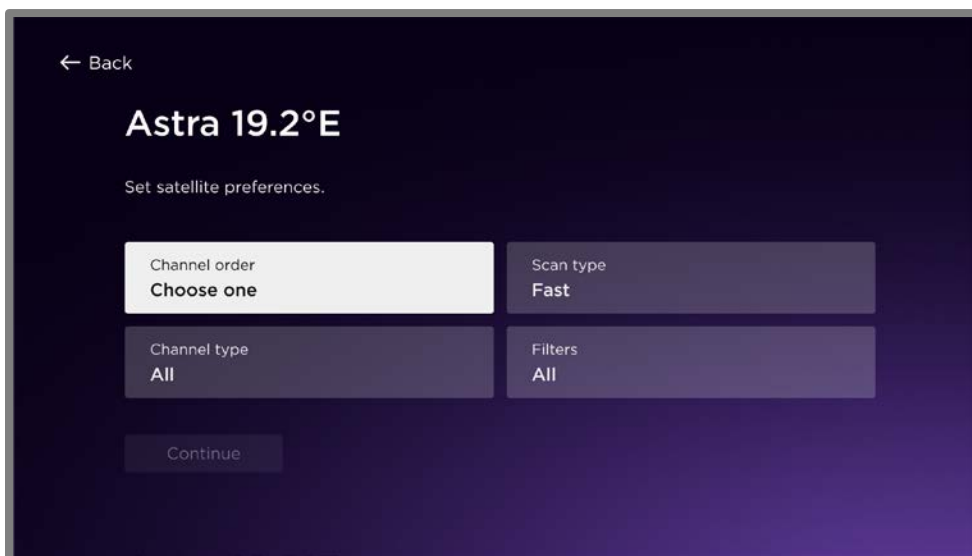 ← Back
Astra 19.2°E
Set satellite preferences.
Channel order
Choose one
Scan type
Fast
Channel type
All
Filters
All
Continue